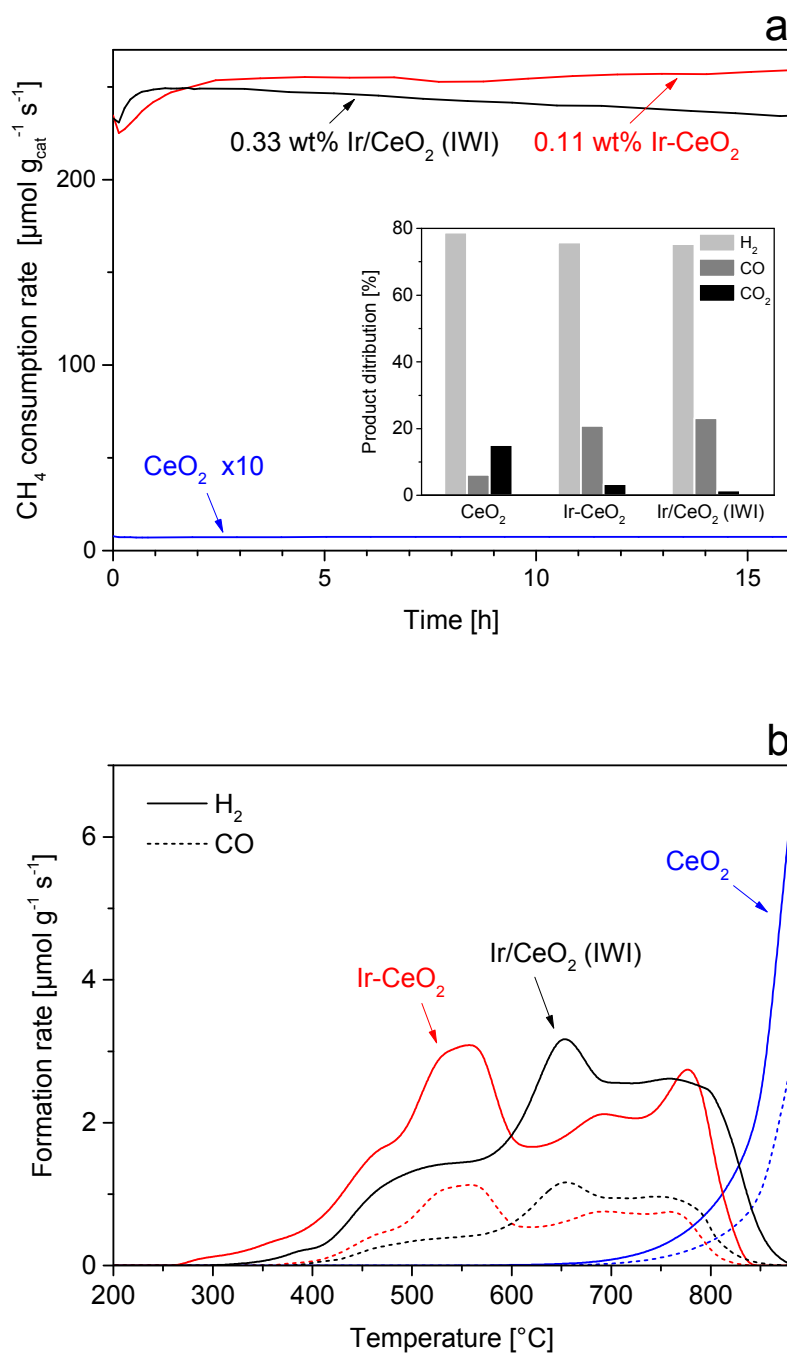 a
CH₄ consumption rate [µmol g_cat⁻¹ s⁻¹]
200
100
0
0.33 wt% Ir/CeO₂ (IWI)
0.11 wt% Ir-CeO₂
CeO₂ x10
Product ditribution [%]
80
60
40
20
0
H₂
CO
CO₂
CeO₂
Ir-CeO₂
Ir/CeO₂ (IWI)
0
5
10
15
Time [h]
b
Formation rate [µmol g⁻¹ s⁻¹]
6
4
2
0
H₂
CO
CeO₂
Ir/CeO₂ (IWI)
Ir-CeO₂
200
300
400
500
600
700
800
Temperature [°C]